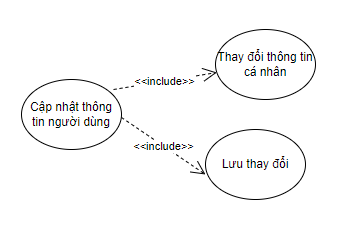 Thay đổi thông tin
cá nhân
<<include>>
Cập nhật thông
tin người dùng
<<include>>
Lưu thay đổi